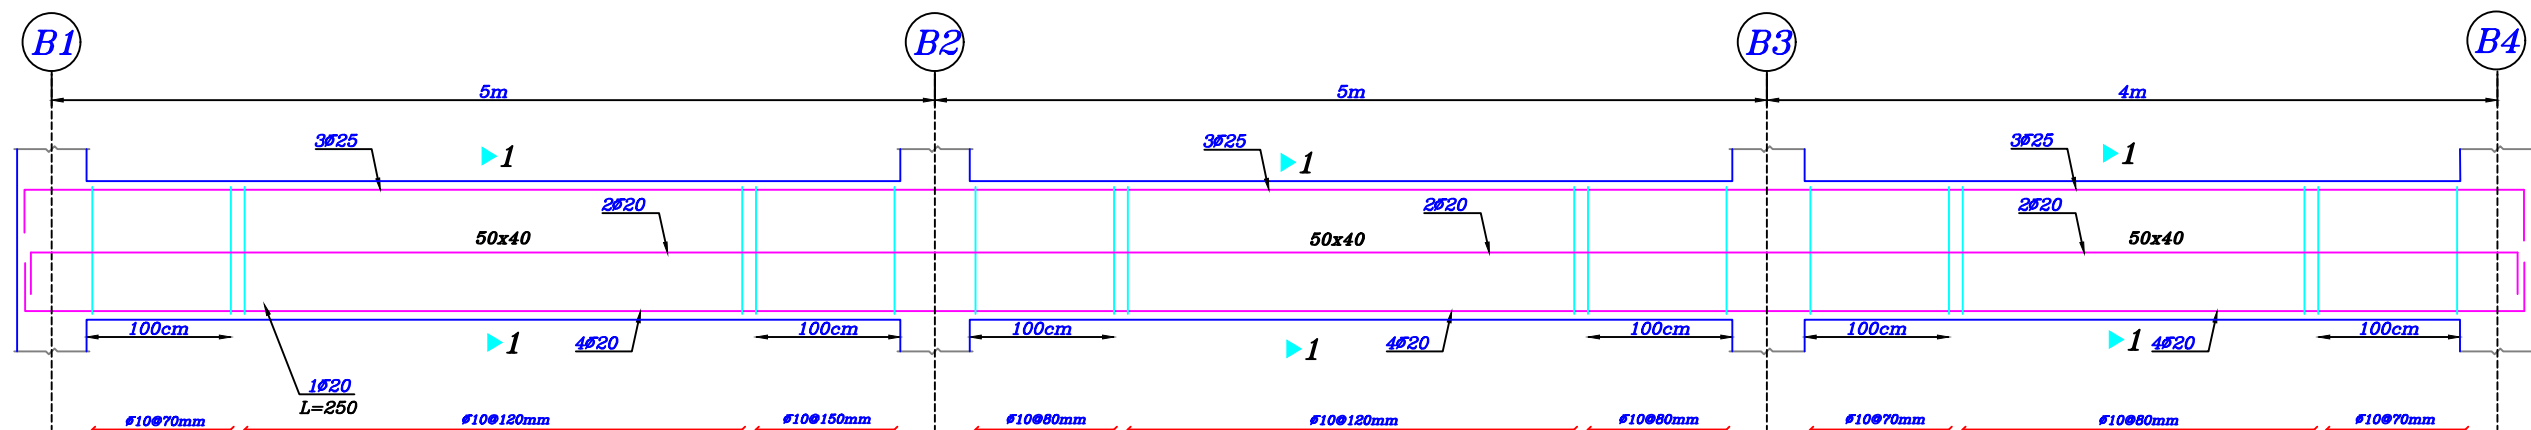 B1 B2 B3 B4
5m 5m 4m
3Ø25 1 3Ø25 1 3Ø25 1
2Ø20 2Ø20 2Ø20
50x40 50x40 50x40
100cm 100cm 100cm 100cm 100cm 100cm
4Ø20 1 4Ø20 1 1 4Ø20
1Ø20
L=250
Ø10@70mm Ø10@120mm Ø10@150mm Ø10@80mm Ø10@120mm Ø10@80mm Ø10@70mm Ø10@80mm Ø10@70mm